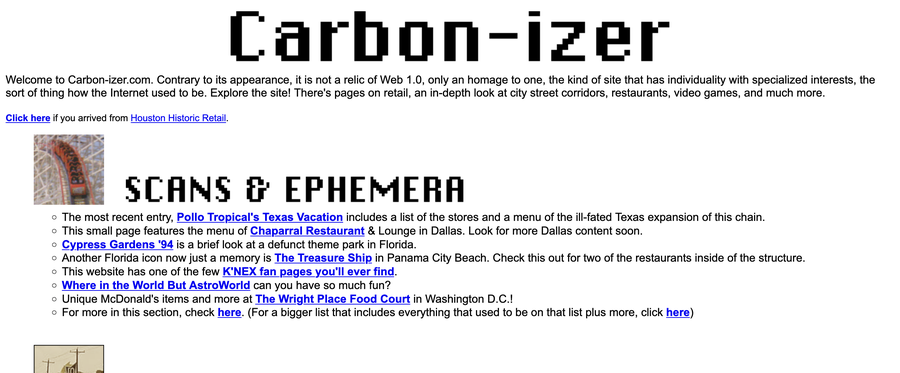 Carbon-izer
Welcome to Carbon-izer.com. Contrary to its appearance, it is not a relic of Web 1.0, only an homage to one, the kind of site that has individuality with specialized interests, the
sort of thing how the Internet used to be. Explore the site! There's pages on retail, an in-depth look at city street corridors, restaurants, video games, and much more.
Click here if you arrived from Houston Historic Retail.
SCANS & EPHEMERA
The most recent entry, Pollo Tropical's Texas Vacation includes a list of the stores and a menu of the ill-fated Texas expansion of this chain.
This small page features the menu of Chaparral Restaurant & Lounge in Dallas. Look for more Dallas content soon.
Cypress Gardens '94 is a brief look at a defunct theme park in Florida.
Another Florida icon now just a memory is The Treasure Ship in Panama City Beach. Check this out for two of the restaurants inside of the structure.
This website has one of the few K'NEX fan pages you'll ever find.
Where in the World But AstroWorld can you have so much fun?
Unique McDonald's items and more at The Wright Place Food Court in Washington D.C.!
For more in this section, check here. (For a bigger list that includes everything that used to be on that list plus more, click here)